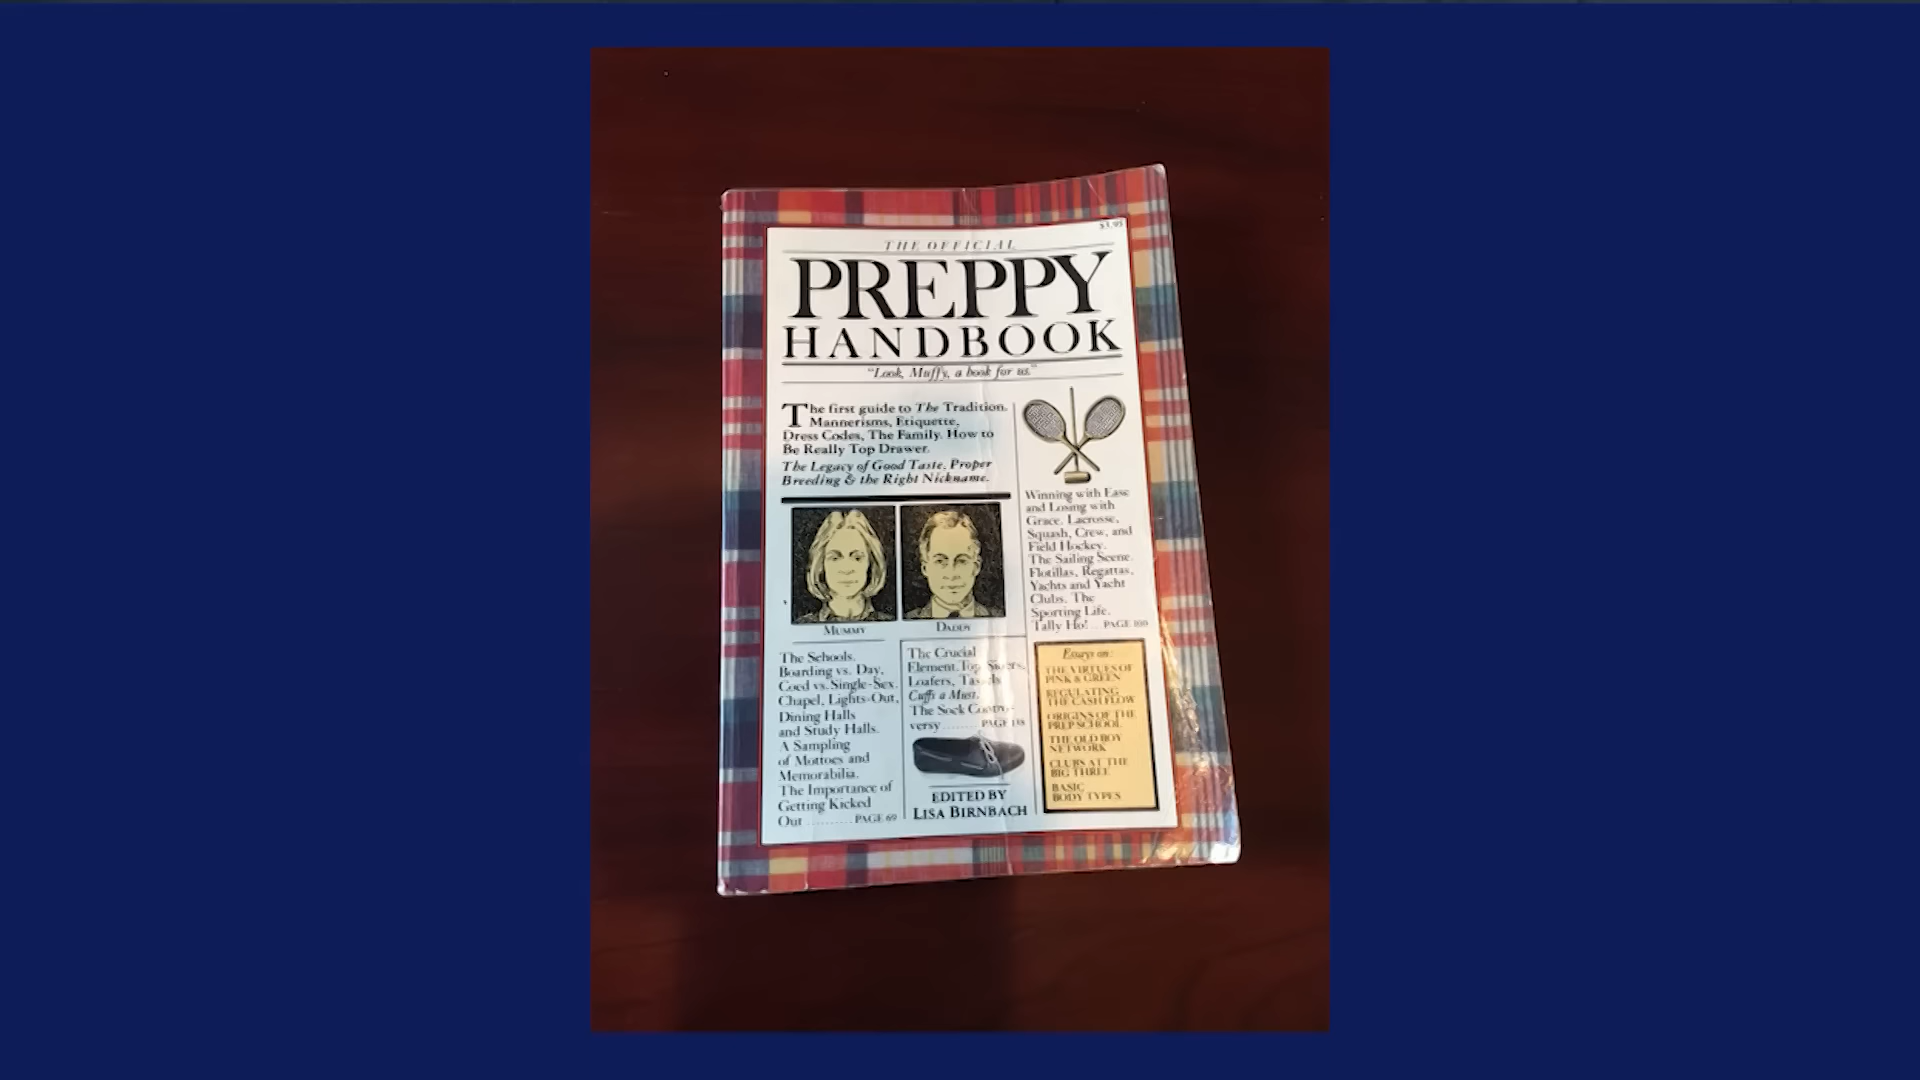 $3.95
THE OFFICIAL
PREPPY
HANDBOOK
"Look, Muffy, a book for us."
The first guide to The Tradition.
Mannerisms, Etiquette,
Dress Codes, The Family. How to
Be Really Top Drawer.
The Legacy of Good Taste. Proper
Breeding & the Right Nickname.
MUMMY
DADDY
Winning with Ease
and Losing with
Grace. Lacrosse,
Squash, Crew, and
Field Hockey.
The Sailing Scene.
Flotillas, Regattas,
Yachts and Yacht
Clubs. The
Sporting Life.
Tally Ho! .. PAGE 100
The Schools.
Boarding vs. Day,
Coed vs. Single-Sex.
Chapel, Lights-Out,
Dining Halls
and Study Halls.
A Sampling
of Mottoes and
Memorabilia.
The Importance of
Getting Kicked
Out .......... PAGE 69
The Crucial
Element. Top-Siders,
Loafers, Tassels
Cuffs a Must.
The Sock Contro-
versy ........ PAGE 138
EDITED BY
LISA BIRNBACH
Essays on:
THE VIRTUES OF
PINK & GREEN
REGULATING
THE CASH FLOW
ORIGINS OF THE
PREP SCHOOL
THE OLD BOY
NETWORK
CLUBS AT THE
BIG THREE
BASIC
BODY TYPES